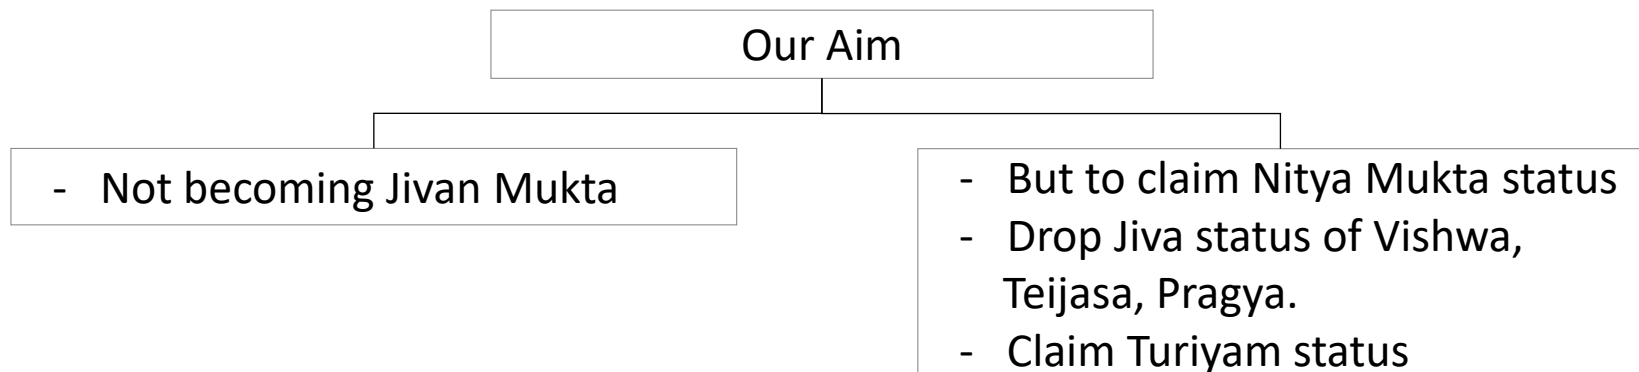 Our Aim
- Not becoming Jivan Mukta
- But to claim Nitya Mukta status
- Drop Jiva status of Vishwa,
Teijasa, Pragya.
- Claim Turiyam status